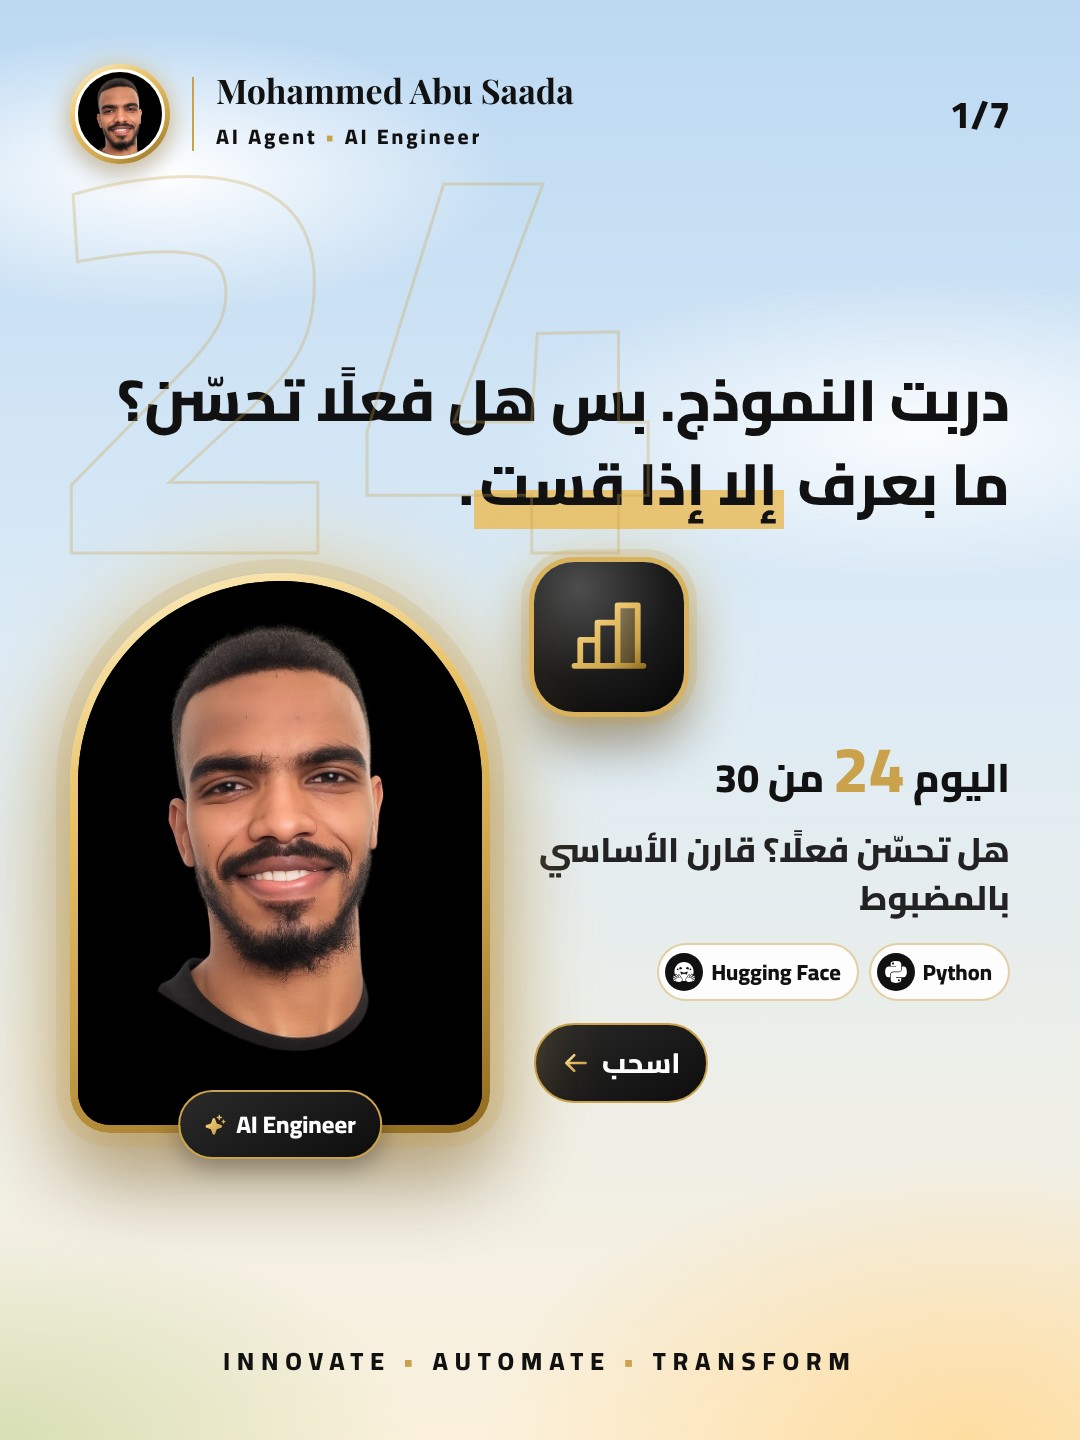 Mohammed Abu Saada
AI Agent ▪ AI Engineer
1/7
24
دربت النموذج. بس هل فعلًا تحسّن؟
ما بعرف إلا إذا قست.
اليوم 24 من 30
هل تحسّن فعلًا؟ قارن الأساسي
بالمضبوط
Python
Hugging Face
اسحب ←
AI Engineer
INNOVATE ▪ AUTOMATE ▪ TRANSFORM